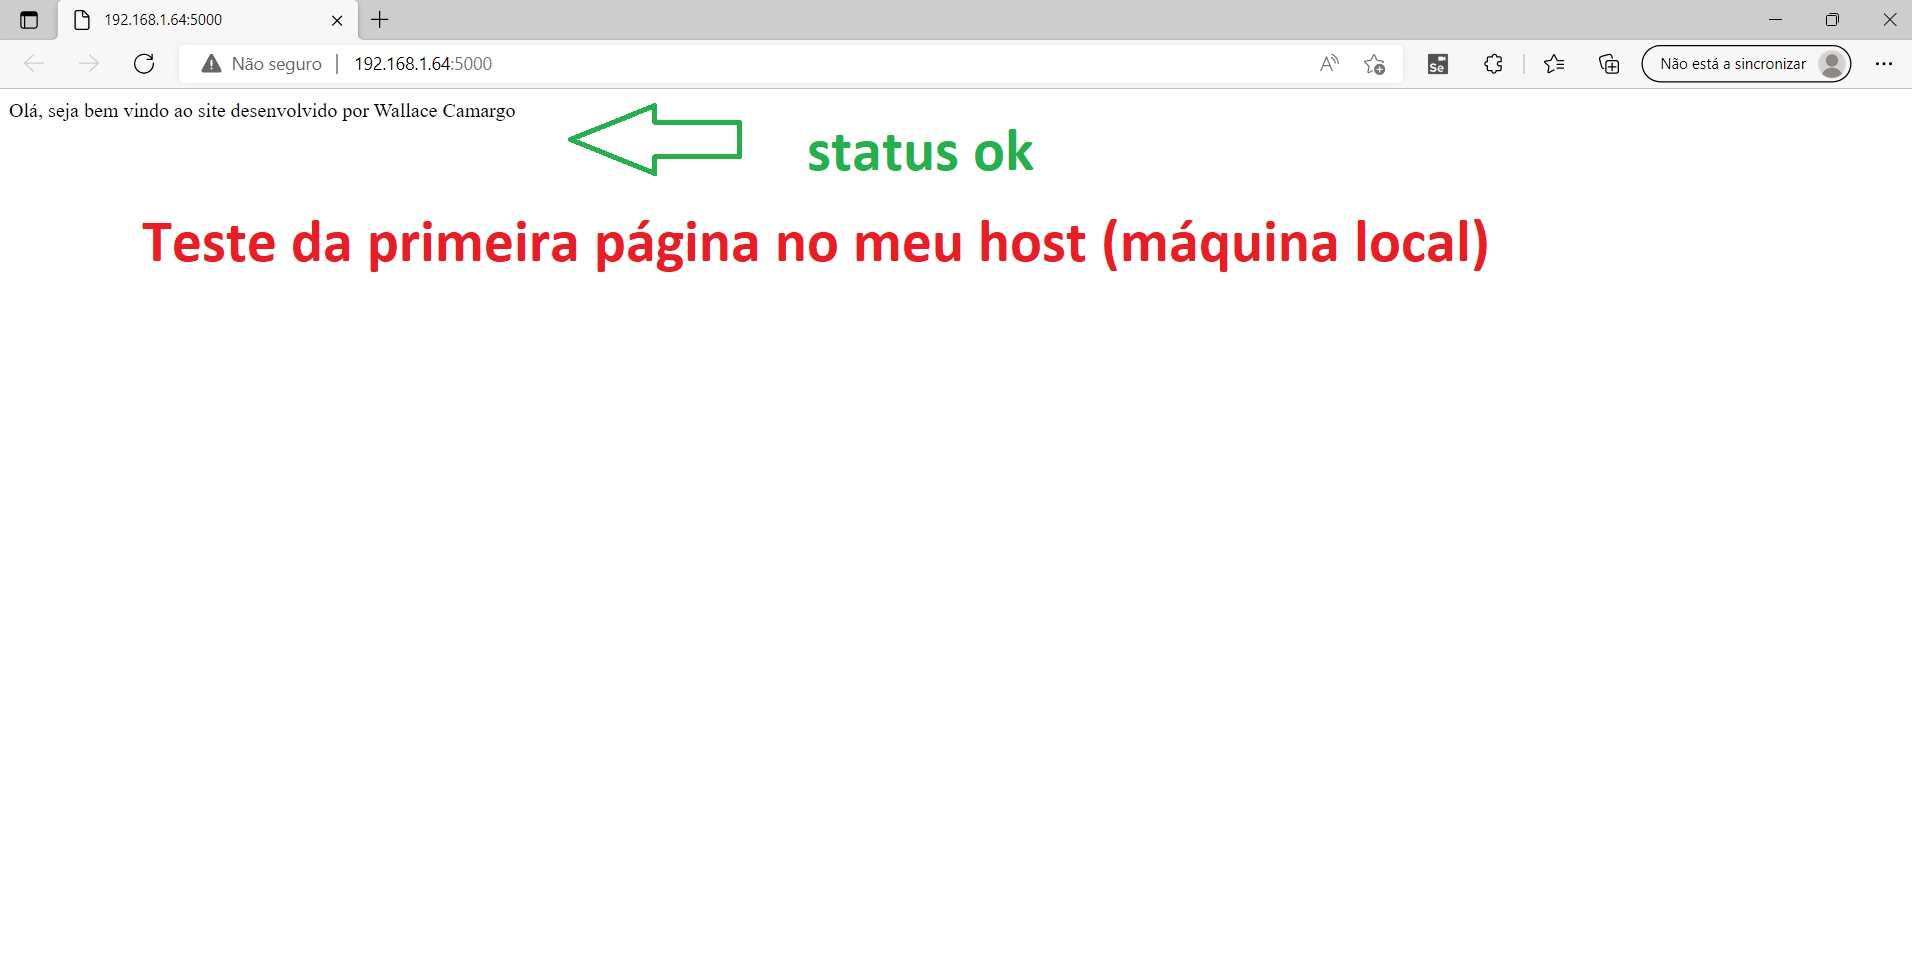 192.168.1.64:5000
Não seguro | 192.168.1.64:5000
Se
Não está a sincronizar
Olá, seja bem vindo ao site desenvolvido por Wallace Camargo
status ok
Teste da primeira página no meu host (máquina local)